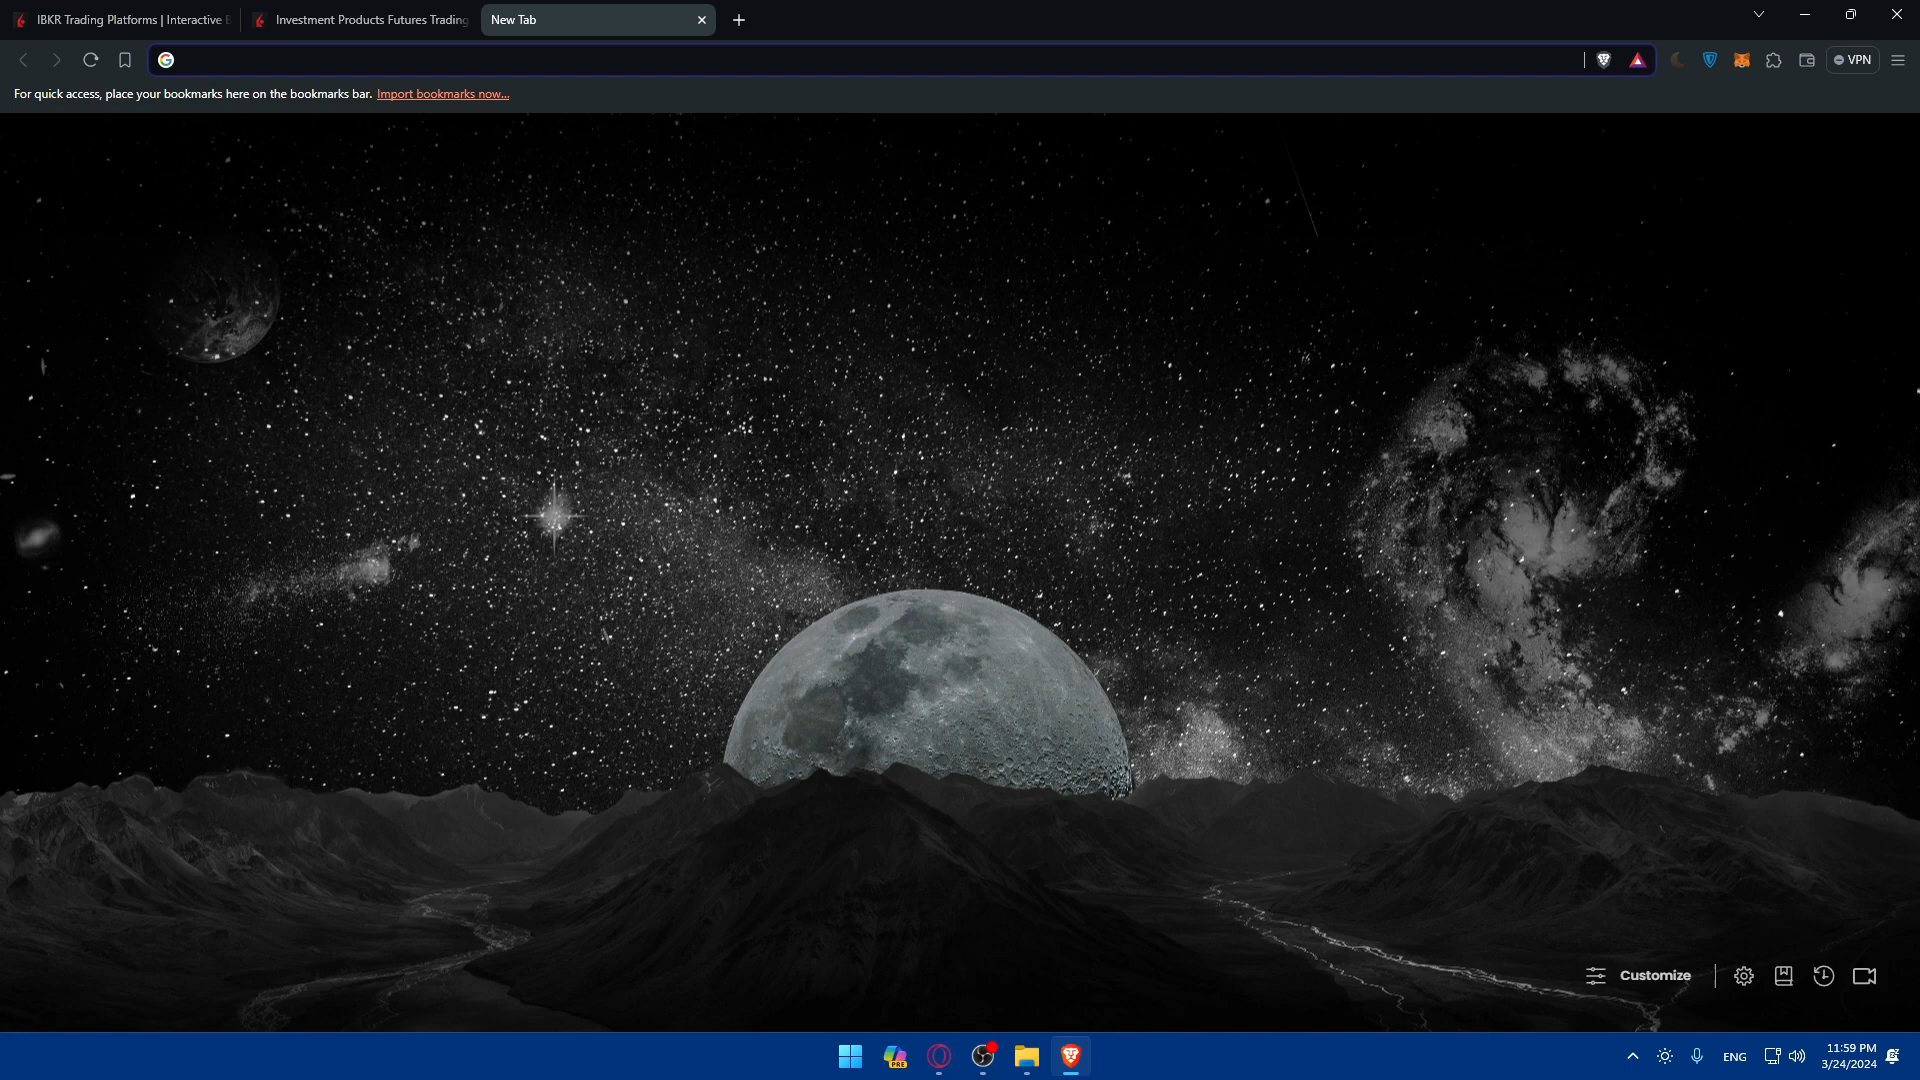 IBKR Trading Platforms | Interactive B
Investment Products Futures Trading
New Tab
VPN
For quick access, place your bookmarks here on the bookmarks bar. Import bookmarks now...
Customize
PRE
ENG
11:59 PM
3/24/2024